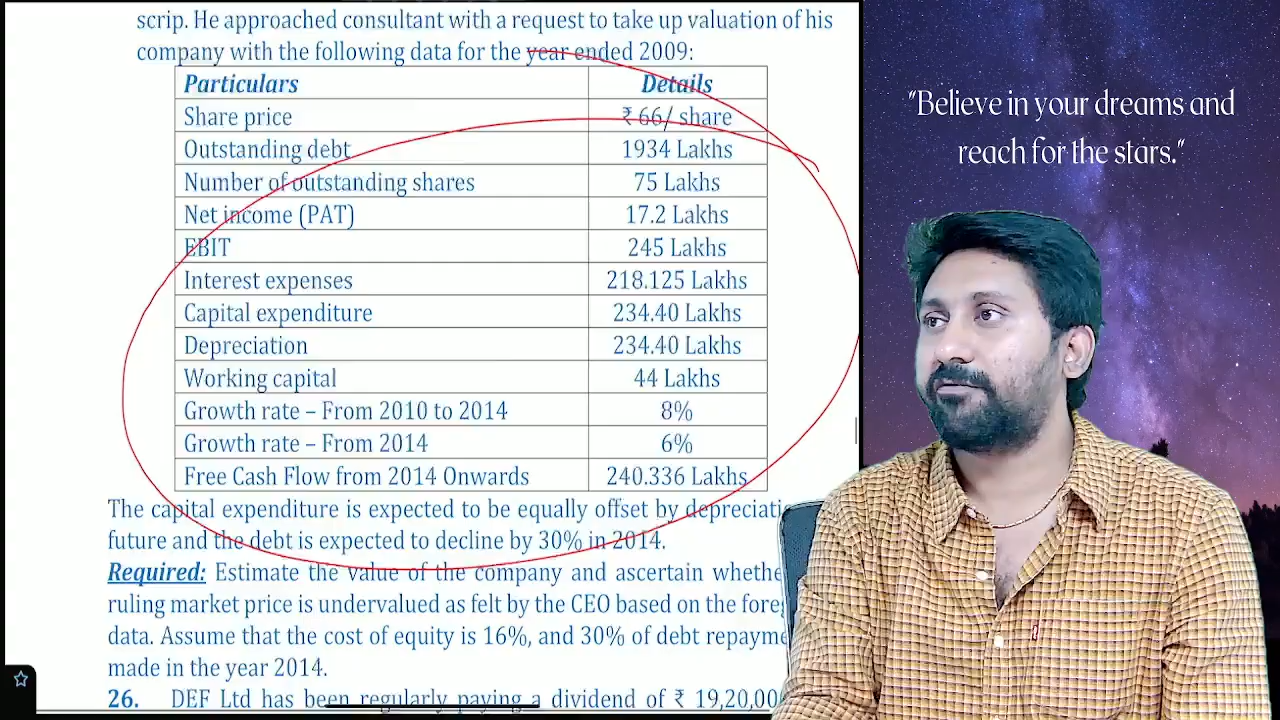 scrip. He approached consultant with a request to take up valuation of his
company with the following data for the year ended 2009:
Particulars Details
Share price ₹ 66/ share
Outstanding debt 1934 Lakhs
Number of outstanding shares 75 Lakhs
Net income (PAT) 17.2 Lakhs
EBIT 245 Lakhs
Interest expenses 218.125 Lakhs
Capital expenditure 234.40 Lakhs
Depreciation 234.40 Lakhs
Working capital 44 Lakhs
Growth rate – From 2010 to 2014 8%
Growth rate – From 2014 6%
Free Cash Flow from 2014 Onwards 240.336 Lakhs
The capital expenditure is expected to be equally offset by
future and the debt is expected to decline by 30% in 2014.
Required: Estimate the value of the company and ascertain
ruling market price is undervalued as felt by the CEO based on the
data. Assume that the cost of equity is 16%, and 30% of debt
made in the year 2014.
26. DEF Ltd has been regularly paying a dividend of ₹
"Believe in your dreams and
reach for the stars."